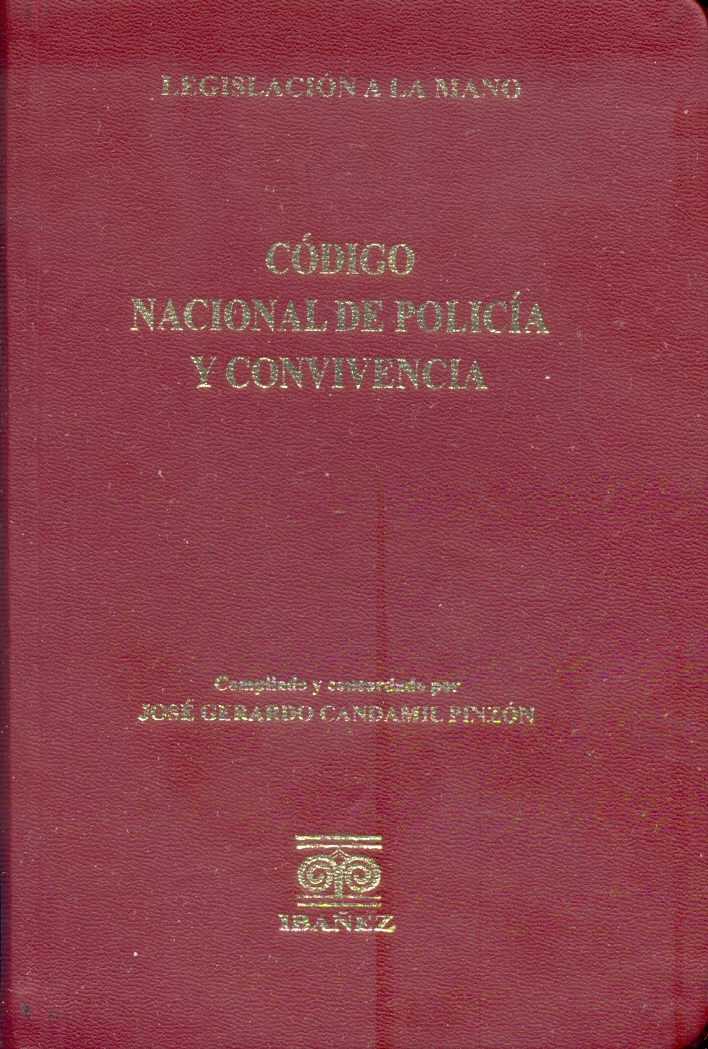 LEGISLACIÓN A LA MANO
CÓDIGO
NACIONAL DE POLICÍA
Y CONVIVENCIA
Compilado y concordado por
JOSÉ GERARDO CANDAMIL PINZÓN
IBAÑEZ